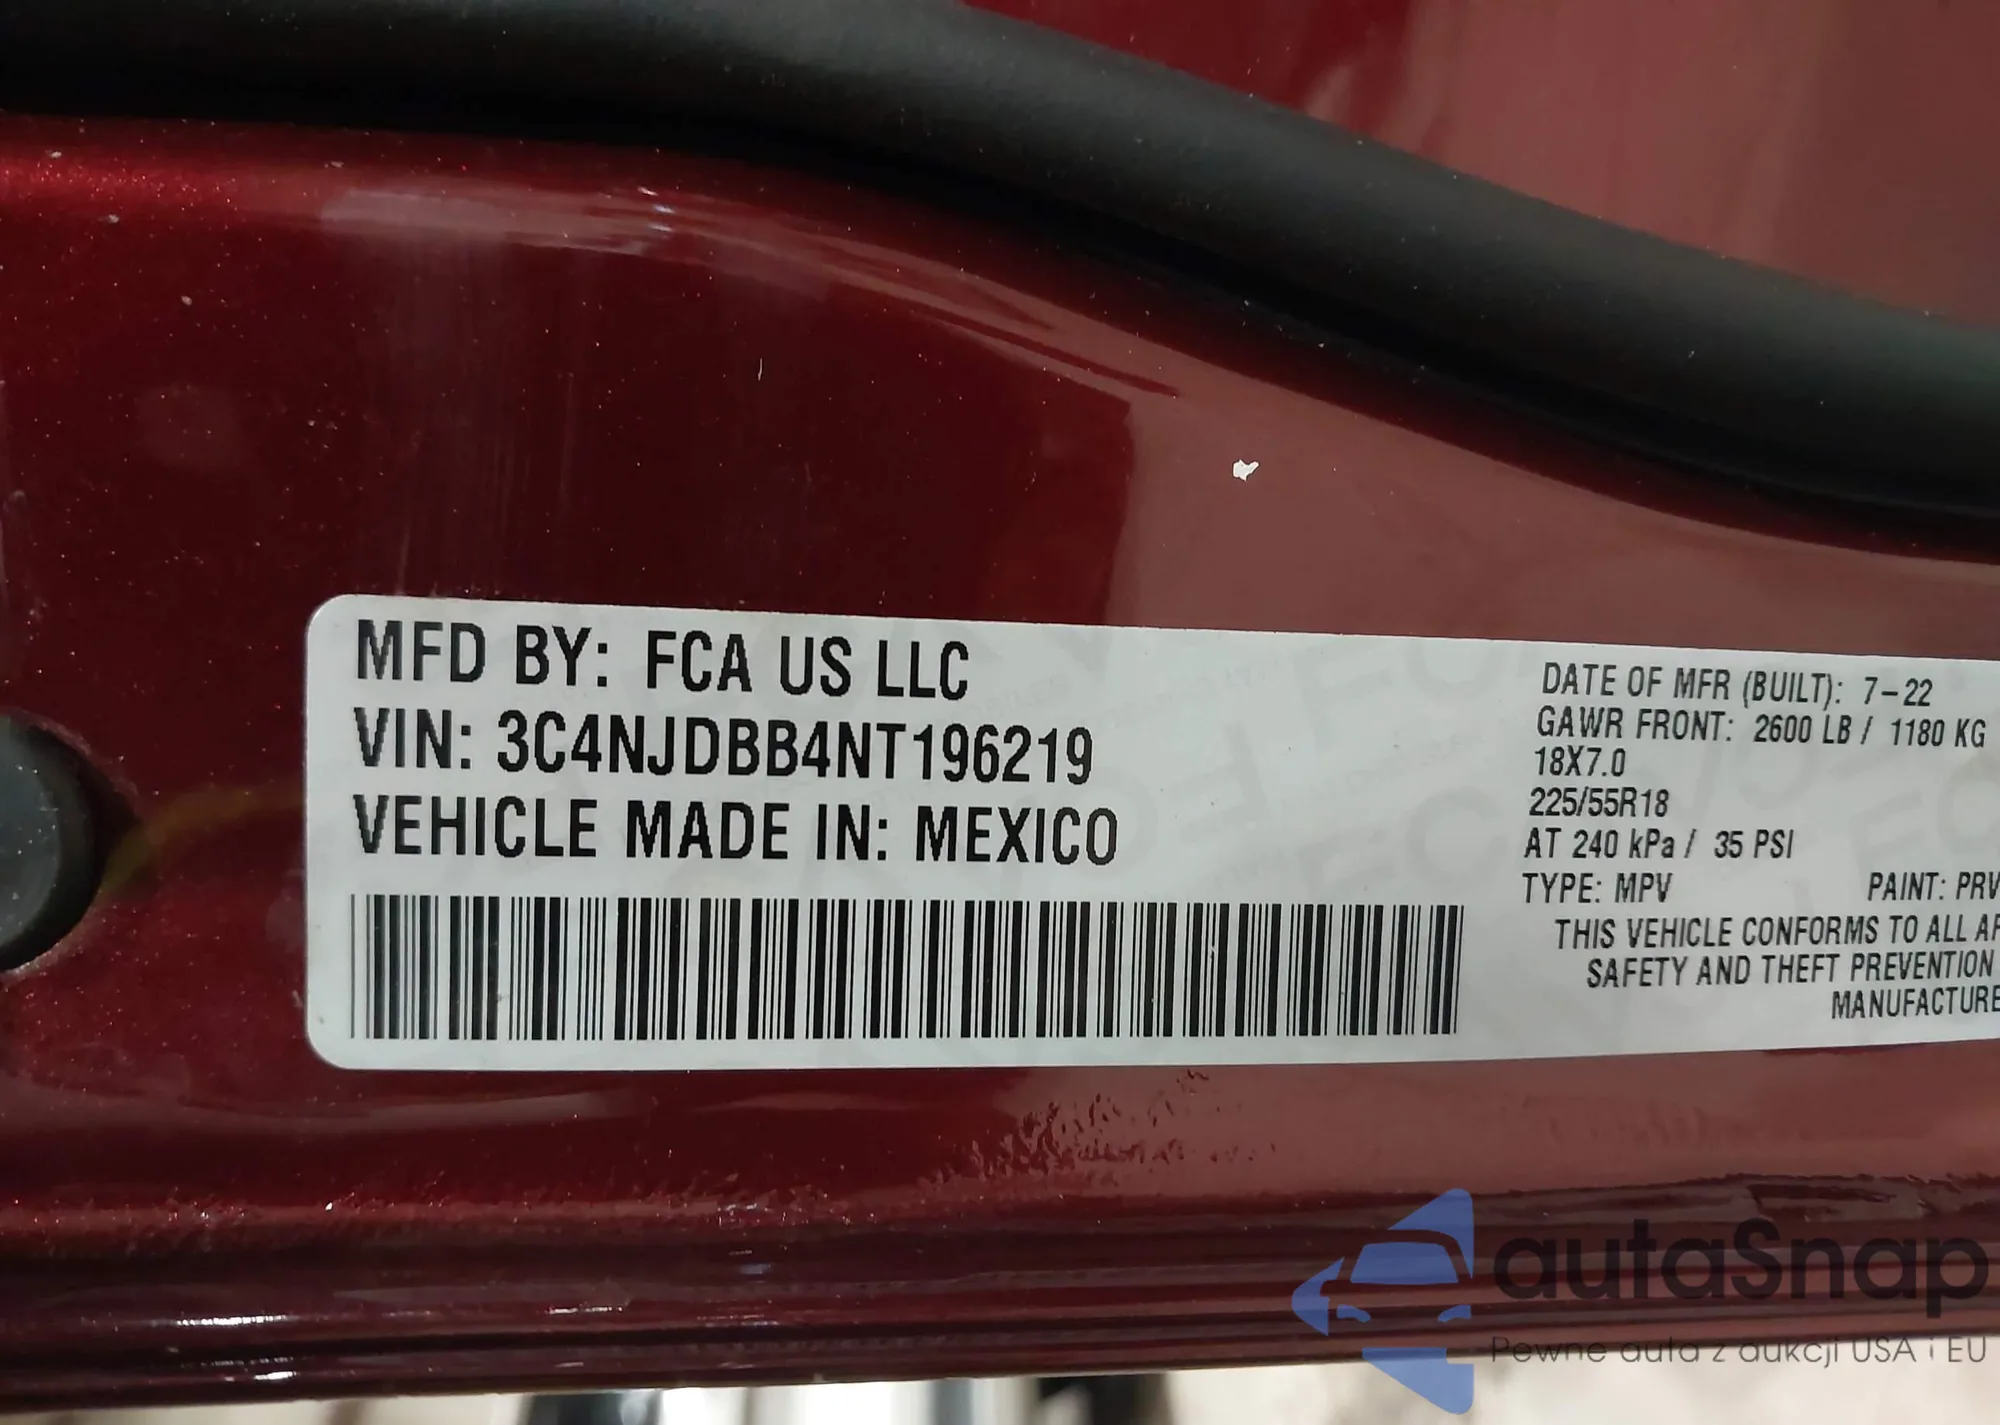 MFD BY: FCA US LLC
VIN: 3C4NJDBB4NT196219
VEHICLE MADE IN: MEXICO
DATE OF MFR (BUILT): 7-22
GAWR FRONT: 2600 LB / 1180 KG
18X7.0
225/55R18
AT 240 kPa / 35 PSI
TYPE: MPV PAINT: PRV
THIS VEHICLE CONFORMS TO ALL
SAFETY AND THEFT PREVENTION
MANUFACTURE
autaSnap
Pewne auta z aukcji USA i EU